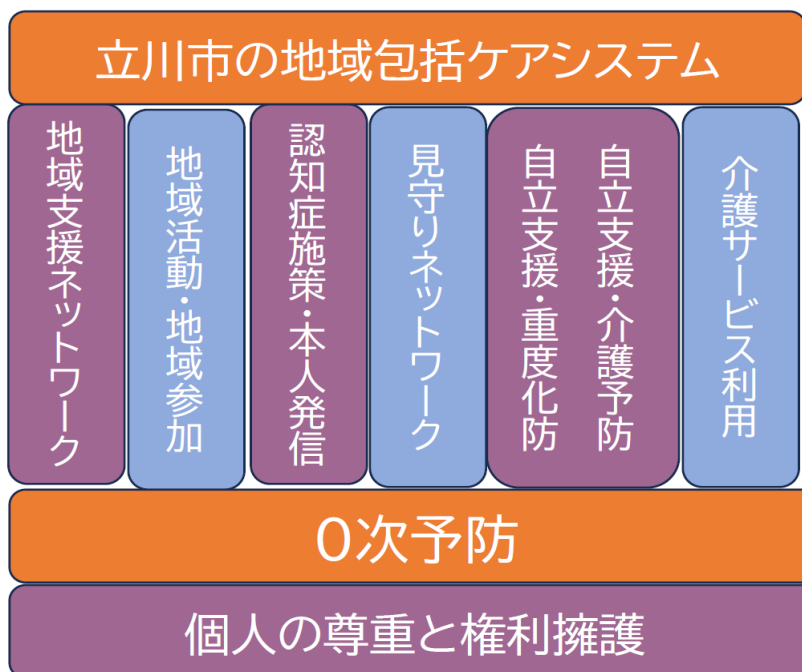 立川市の地域包括ケアシステム
地域支援ネットワーク
地域活動・地域参加
認知症施策・本人発信
見守りネットワーク
自立支援・介護予防
自立支援・重度化防
介護サービス利用
0次予防
個人の尊重と権利擁護